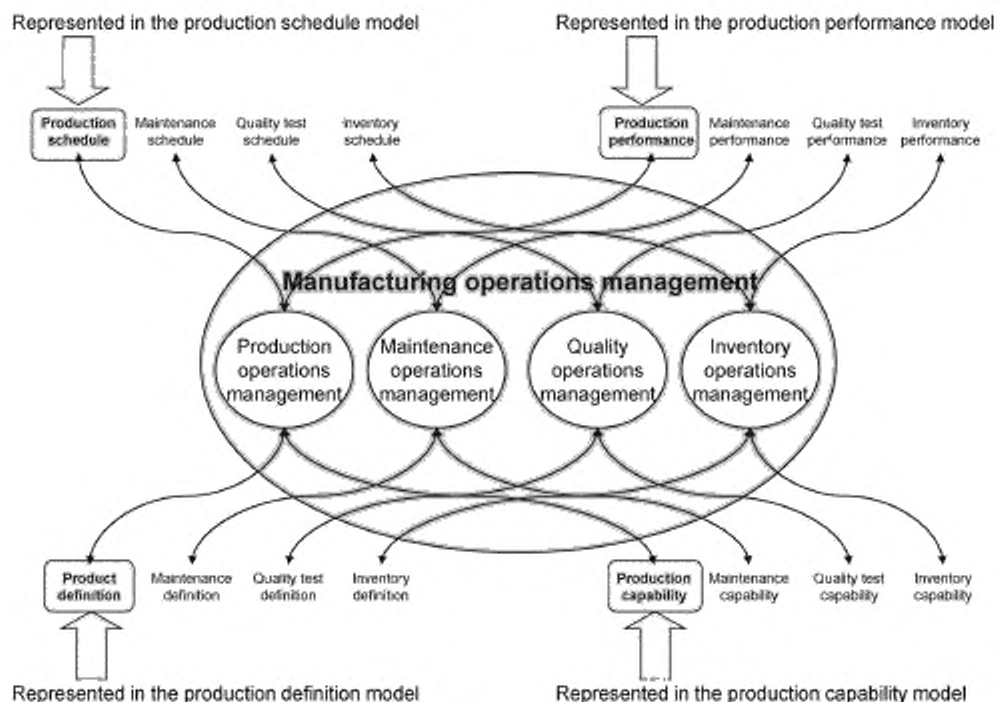 Represented in the production schedule model
Represented in the production performance model
Production
schedule
Maintenance
schedule
Quality test
schedule
Inventory
schedule
Production
performance
Maintenance
performance
Quality test
performance
Inventory
performance
Manufacturing operations management
Production
operations
management
Maintenance
operations
management
Quality
operations
management
Inventory
operations
management
Product
definition
Maintenance
definition
Quality test
definition
Inventory
definition
Production
capability
Maintenance
capability
Quality test
capability
Inventory
capability
Represented in the production definition model
Represented in the production capability model